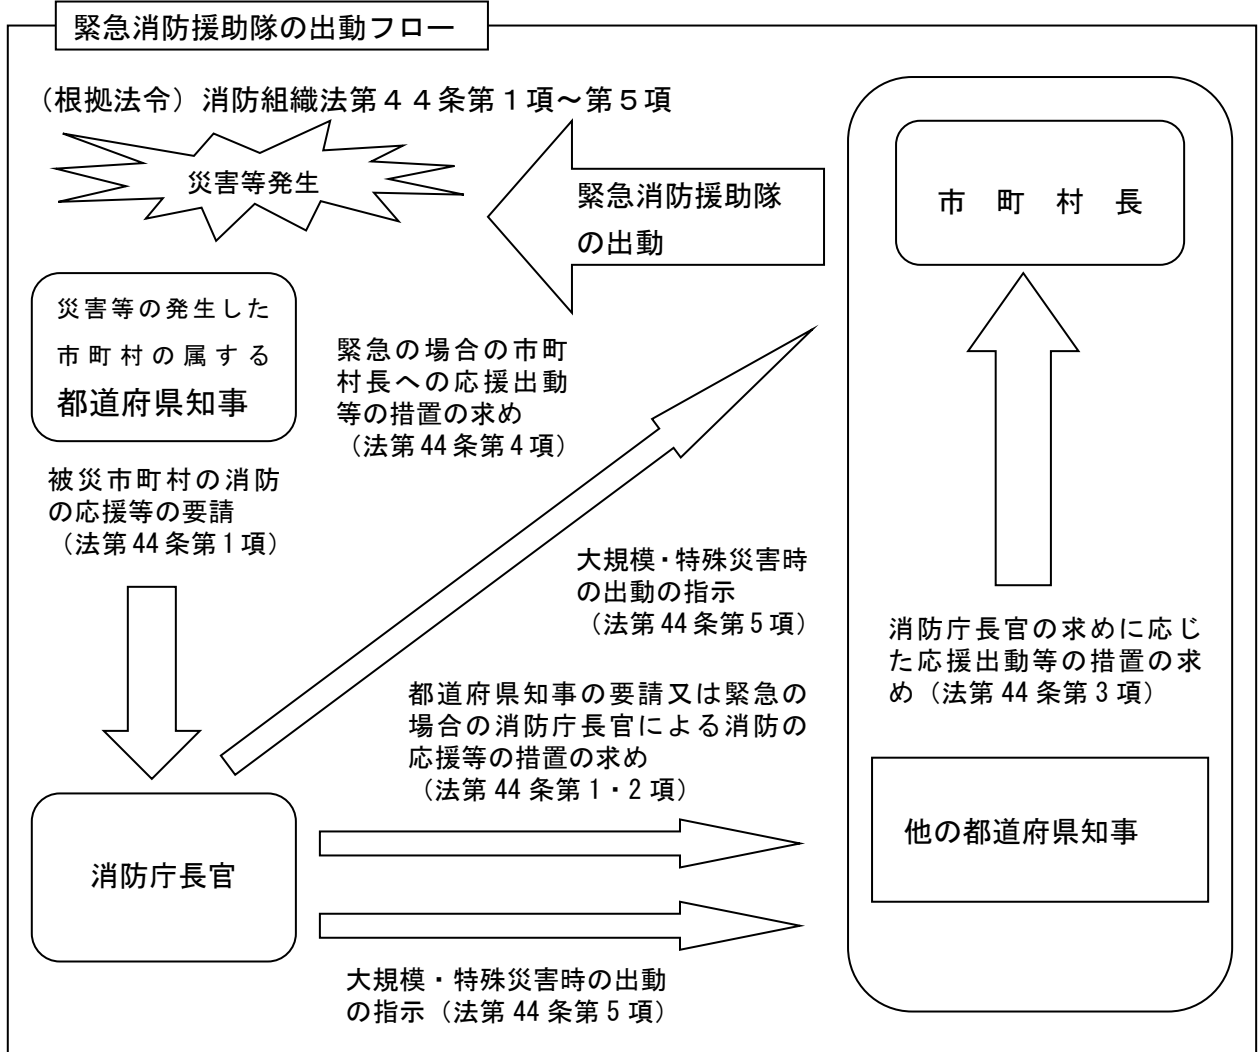 緊急消防援助隊の出動フロー
（根拠法令）消防組織法第４４条第１項～第５項
災害等発生
緊急消防援助隊
の出動
市　町　村　長
災害等の発生した
市町村の属する
都道府県知事
緊急の場合の市町
村長への応援出動
等の措置の求め
（法第44条第4項）
被災市町村の消防
の応援等の要請
（法第44条第1項）
大規模・特殊災害時
の出動の指示
（法第44条第5項）
消防庁長官の求めに応じ
た応援出動等の措置の求
め（法第44条第3項）
都道府県知事の要請又は緊急の
場合の消防庁長官による消防の
応援等の措置の求め
（法第44条第1・2項）
他の都道府県知事
消防庁長官
大規模・特殊災害時の出動
の指示（法第44条第5項）